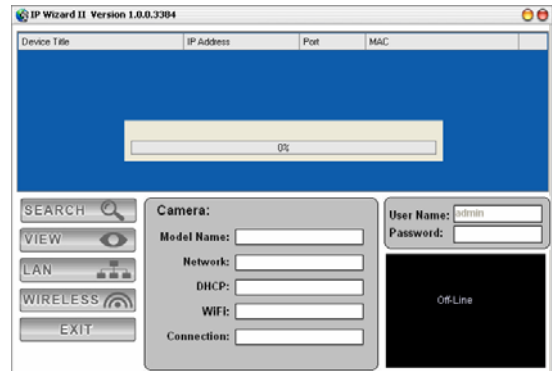 IP Wizard II Version 1.0.0.3384
Device Title IP Address Port MAC
0%
SEARCH
VIEW
LAN
WIRELESS
EXIT
Camera:
Model Name:
Network:
DHCP:
WiFi:
Connection:
User Name: admin
Password:
Off-Line